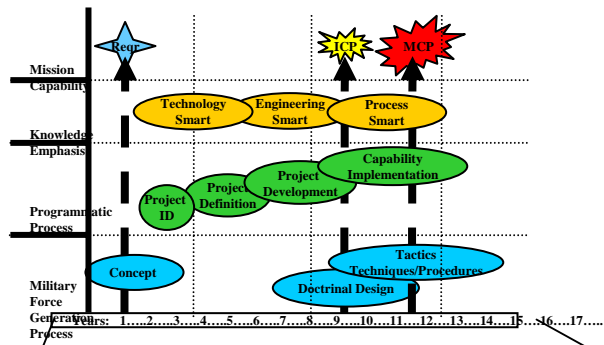 Reqr
ICP
MCP
Mission
Capability
Technology
Smart
Engineering
Smart
Process
Smart
Knowledge
Emphasis
Capability
Implementation
Project
Development
Project
Definition
Project
ID
Programmatic
Process
Tactics
Techniques/Procedures
Concept
Doctrinal Design
Military
Force
Generation
Process
Years: 1....2....3....4....5....6....7....8....9....10....11....12....13....14.....15.....16....17....